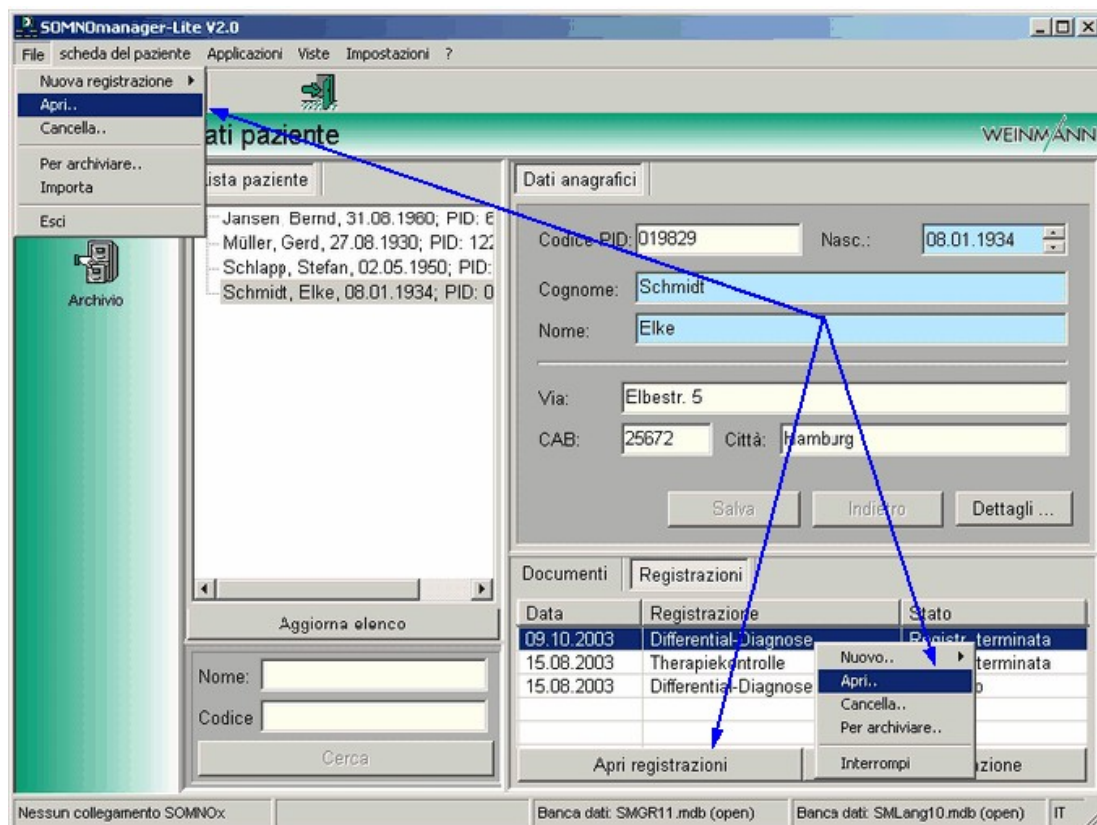 SOMNOmanager-Lite V2.0
File scheda del paziente Applicazioni Viste Impostazioni ?
Nuova registrazione
Apri..
Cancella..
Per archiviare..
Importa
Esci
ati paziente
WEINMANN
Archivio
ista paziente
Jansen Bernd, 31.08.1960; PID: 6
Müller, Gerd, 27.08.1930; PID: 122
Schlapp, Stefan, 02.05.1950; PID:
Schmidt, Elke, 08.01.1934; PID: 0
Aggiorna elenco
Nome:
Codice
Cerca
Dati anagrafici
Codice PID: 019829 Nasc.: 08.01.1934
Cognome: Schmidt
Nome: Elke
Via: Elbestr. 5
CAB: 25672 Città: Hamburg
Salva Indietro Dettagli ...
Documenti Registrazioni
Data Registrazione Stato
09.10.2003 Differential-Diagnose Registr. terminata
15.08.2003 Therapiekontrolle terminata
15.08.2003 Differential-Diagnose o
Nuovo..
Apri..
Cancella..
Per archiviare..
Interrompi
Apri registrazioni zione
Nessun collegamento SOMNOx Banca dati: SMGR11.mdb (open) Banca dati: SMLang10.mdb (open) IT